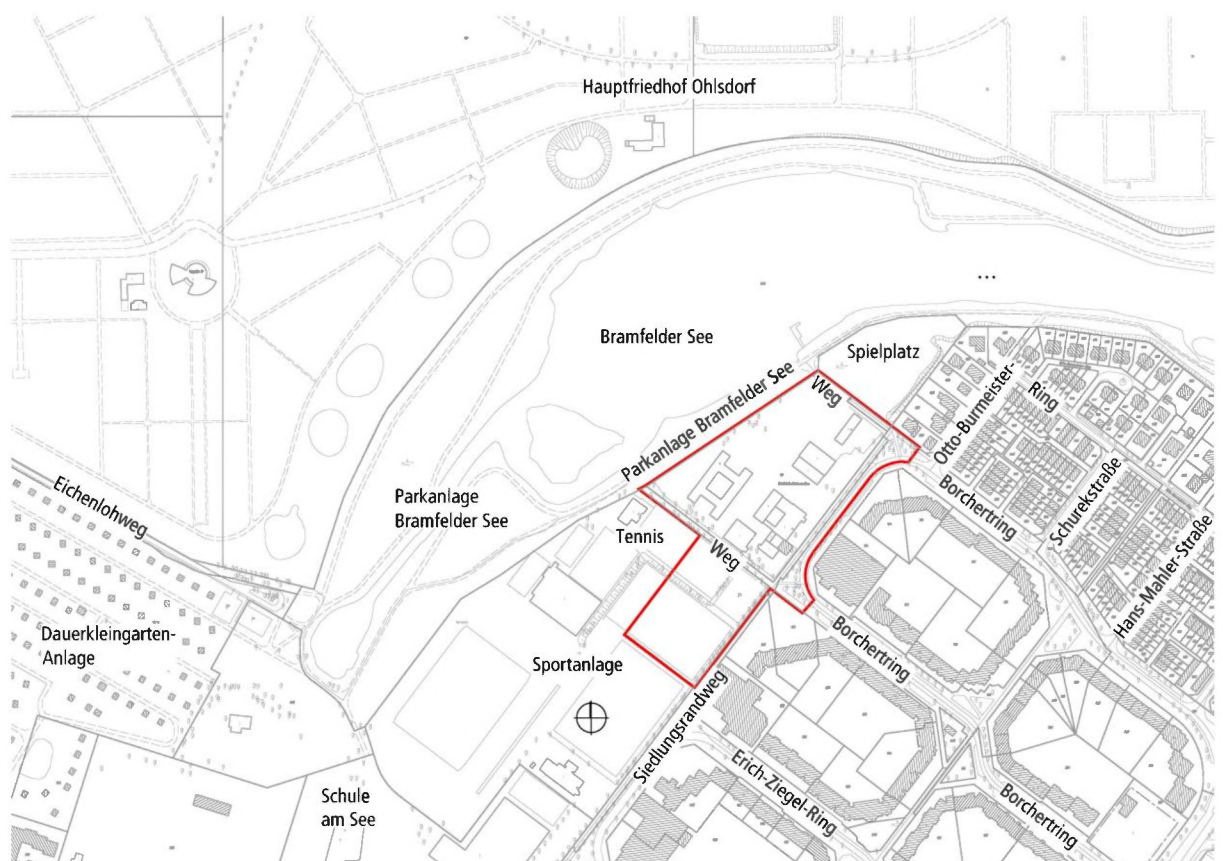 Hauptfriedhof Ohlsdorf
...
Bramfelder See
Spielplatz
Parkanlage Bramfelder See
Weg
Otto-Burmeister-
Ring
Eichenlohweg
Parkanlage
Bramfelder See
Tennis
Weg
Borchertring
Schurekstraße
Hans-Mahler-Straße
Dauerkleingarten-
Anlage
Sportanlage
Borchertring
Siedlungsrandweg
Erich-Ziegel-Ring
Borchertring
Schule
am See